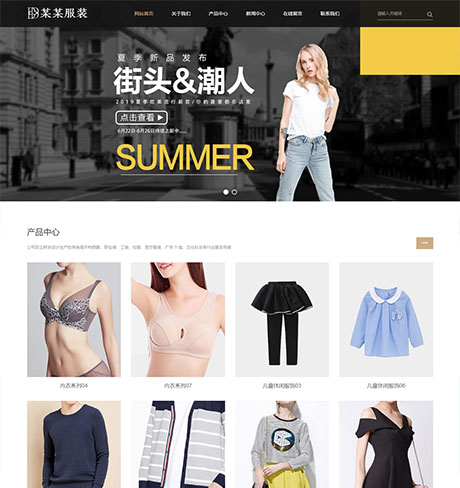 某某服装
网站首页 关于我们 产品中心 新闻中心 在线留言 联系我们
请输入关键词
夏季新品发布
街头&潮人
2019夏季欧美流行新款/你的最爱都在这里
点击查看
6月22日-6月26日持续上新中......
SUMMER
产品中心
内衣系列04
内衣系列07
儿童休闲服饰03
儿童休闲服饰06